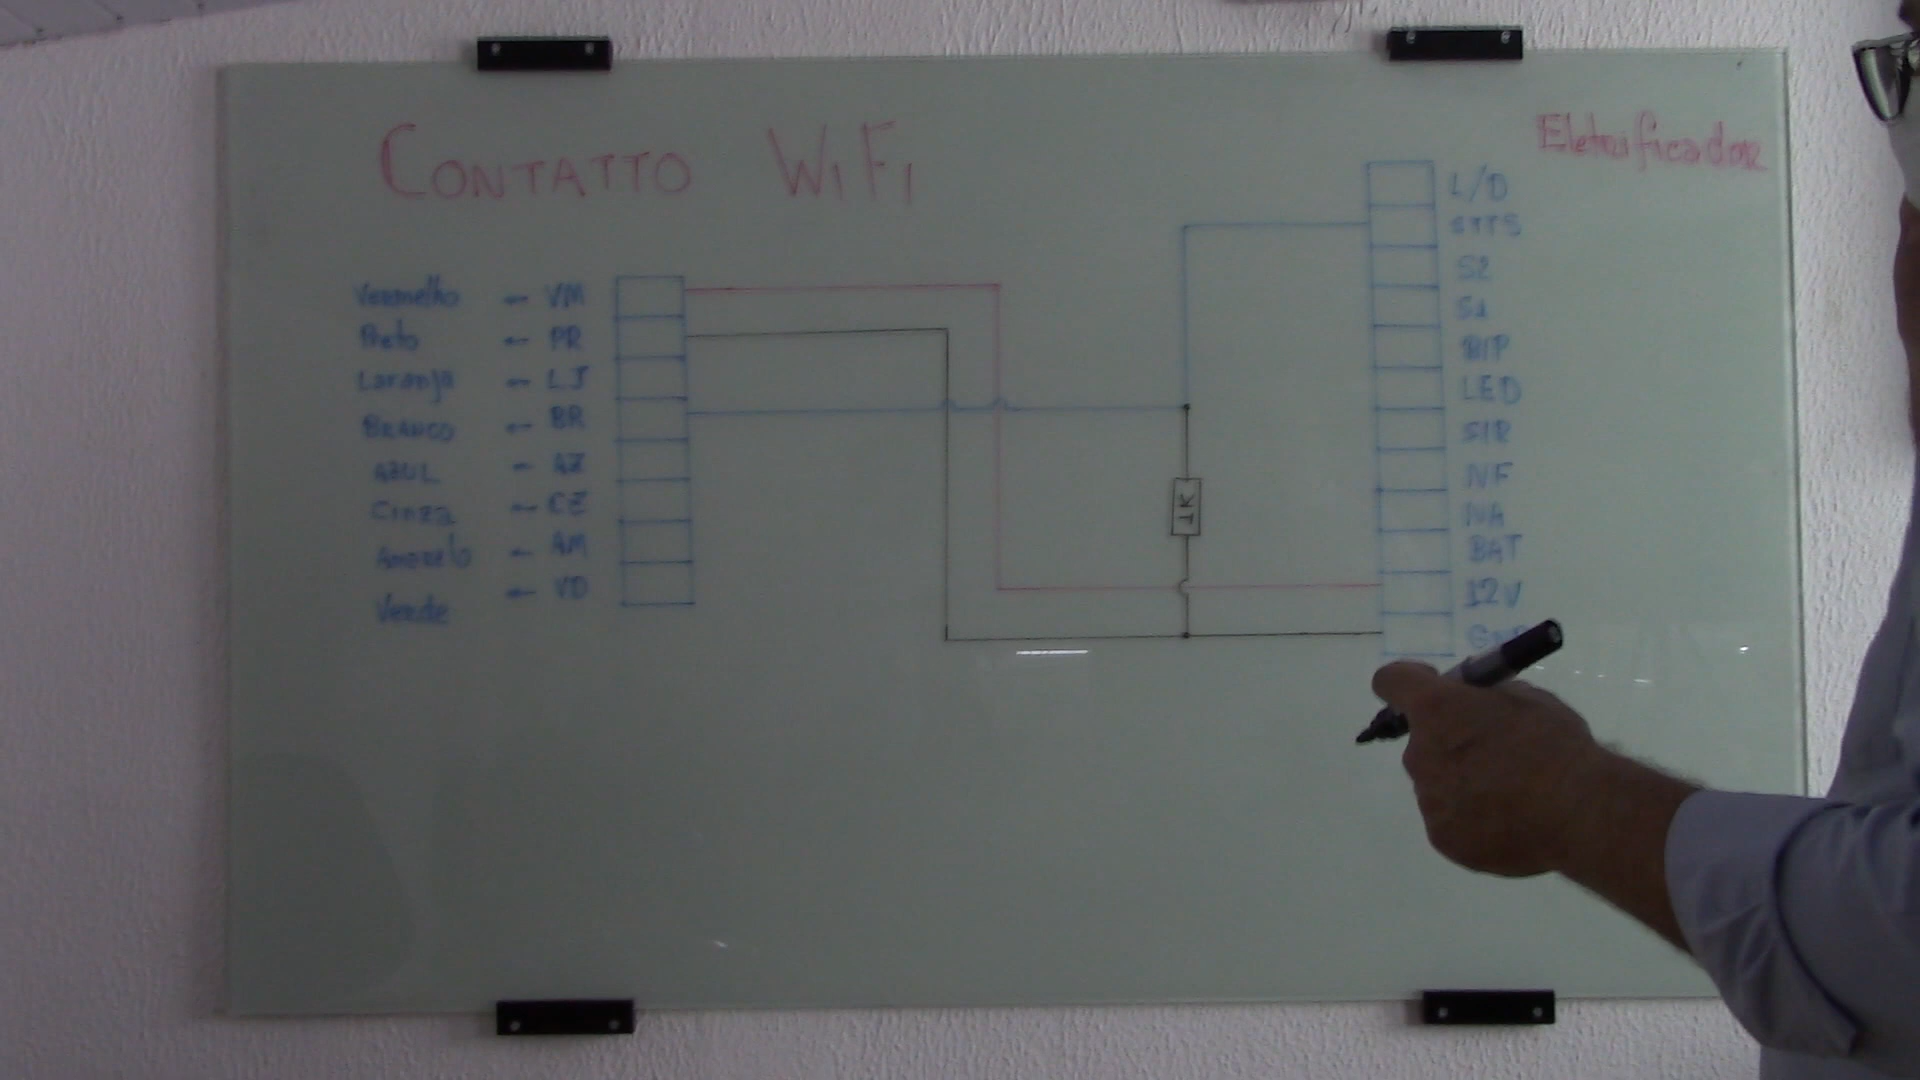 CONTATTO WiFi
Eletrificador
Vermelho ← VM
Preto ← PR
Laranja ← LJ
BRANCO ← BR
AZUL ← AZ
Cinza ← CZ
Amarelo ← AM
Verde ← VD
1K
L/D
STTS
S2
S1
BIP
LED
SIR
NF
NA
BAT
12V